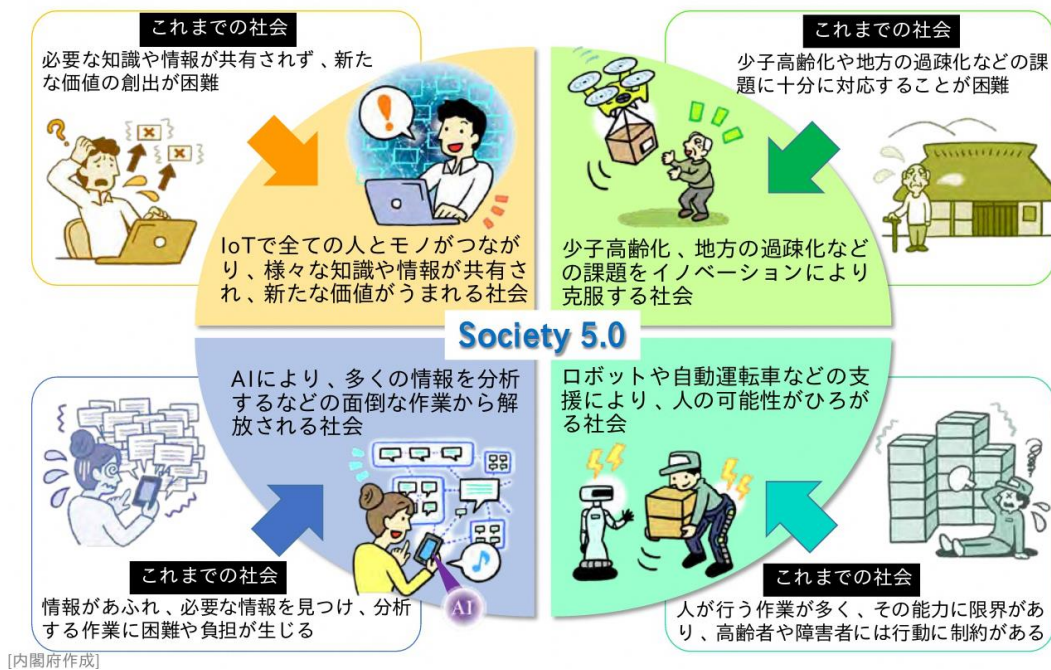 これまでの社会
必要な知識や情報が共有されず、新た
な価値の創出が困難
?
!
IoTで全ての人とモノがつなが
り、様々な知識や情報が共有さ
れ、新たな価値がうまれる社会
これまでの社会
少子高齢化や地方の過疎化などの課
題に十分に対応することが困難
少子高齢化、地方の過疎化など
の課題をイノベーションにより
克服する社会
Society 5.0
AIにより、多くの情報を分析
するなどの面倒な作業から解
放される社会
AI
これまでの社会
情報があふれ、必要な情報を見つけ、分析
する作業に困難や負担が生じる
ロボットや自動運転車などの支
援により、人の可能性がひろが
る社会
これまでの社会
人が行う作業が多く、その能力に限界があ
り、高齢者や障害者には行動に制約がある
[内閣府作成]